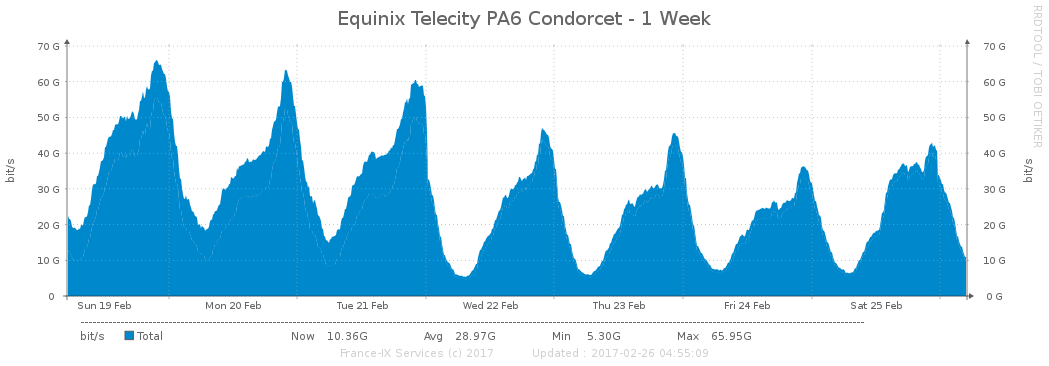 Equinix Telecity PA6 Condorcet - 1 Week
RRDTOOL / TOBI OETIKER
bit/s
70 G
60 G
50 G
40 G
30 G
20 G
10 G
0
70 G
60 G
50 G
40 G
30 G
20 G
10 G
0 G
bit/s
Sun 19 Feb Mon 20 Feb Tue 21 Feb Wed 22 Feb Thu 23 Feb Fri 24 Feb Sat 25 Feb
bit/s Total Now 10.36G Avg 28.97G Min 5.30G Max 65.95G
France-IX Services (c) 2017 Updated : 2017-02-26 04:55:09